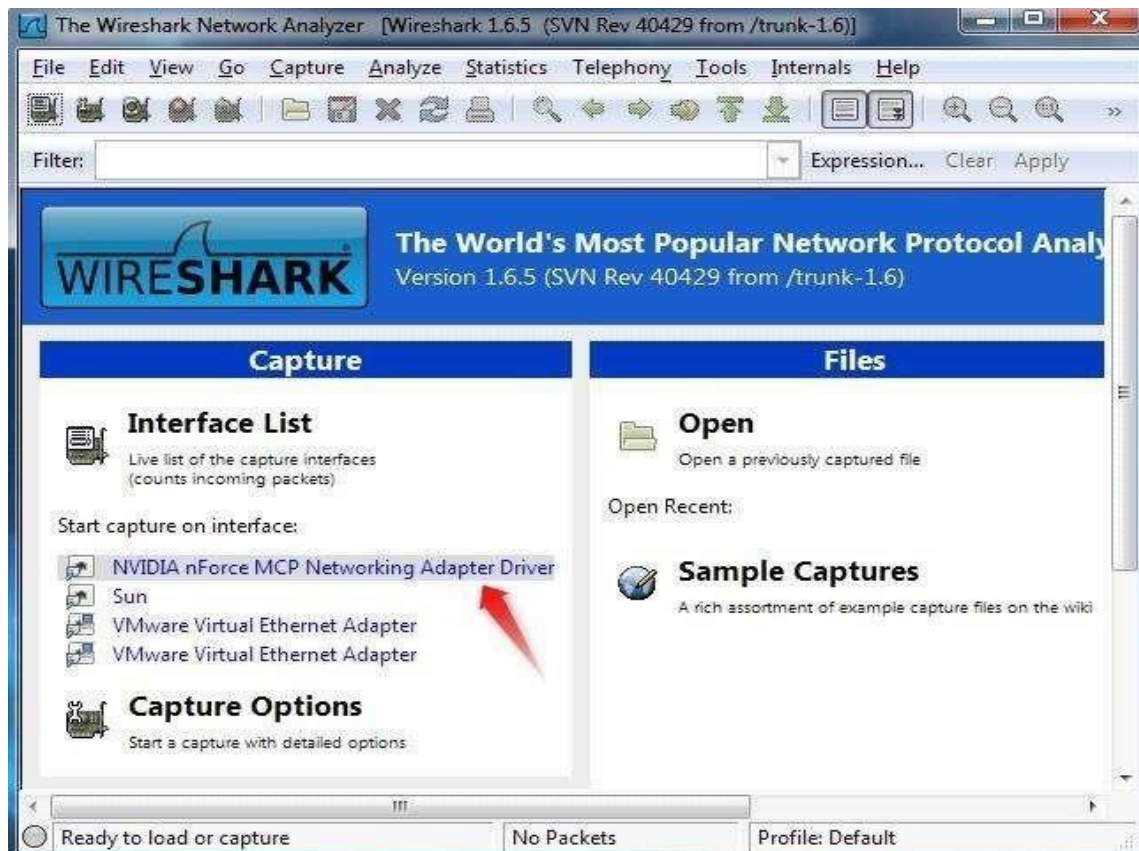 The Wireshark Network Analyzer [Wireshark 1.6.5 (SVN Rev 40429 from /trunk-1.6)]
File Edit View Go Capture Analyze Statistics Telephony Tools Internals Help
Filter: Expression... Clear Apply
WIRESHARK
The World's Most Popular Network Protocol Analy
Version 1.6.5 (SVN Rev 40429 from /trunk-1.6)
Capture
Interface List
Live list of the capture interfaces
(counts incoming packets)
Start capture on interface:
NVIDIA nForce MCP Networking Adapter Driver
Sun
VMware Virtual Ethernet Adapter
VMware Virtual Ethernet Adapter
Capture Options
Start a capture with detailed options
Files
Open
Open a previously captured file
Open Recent:
Sample Captures
A rich assortment of example capture files on the wiki
Ready to load or capture No Packets Profile: Default